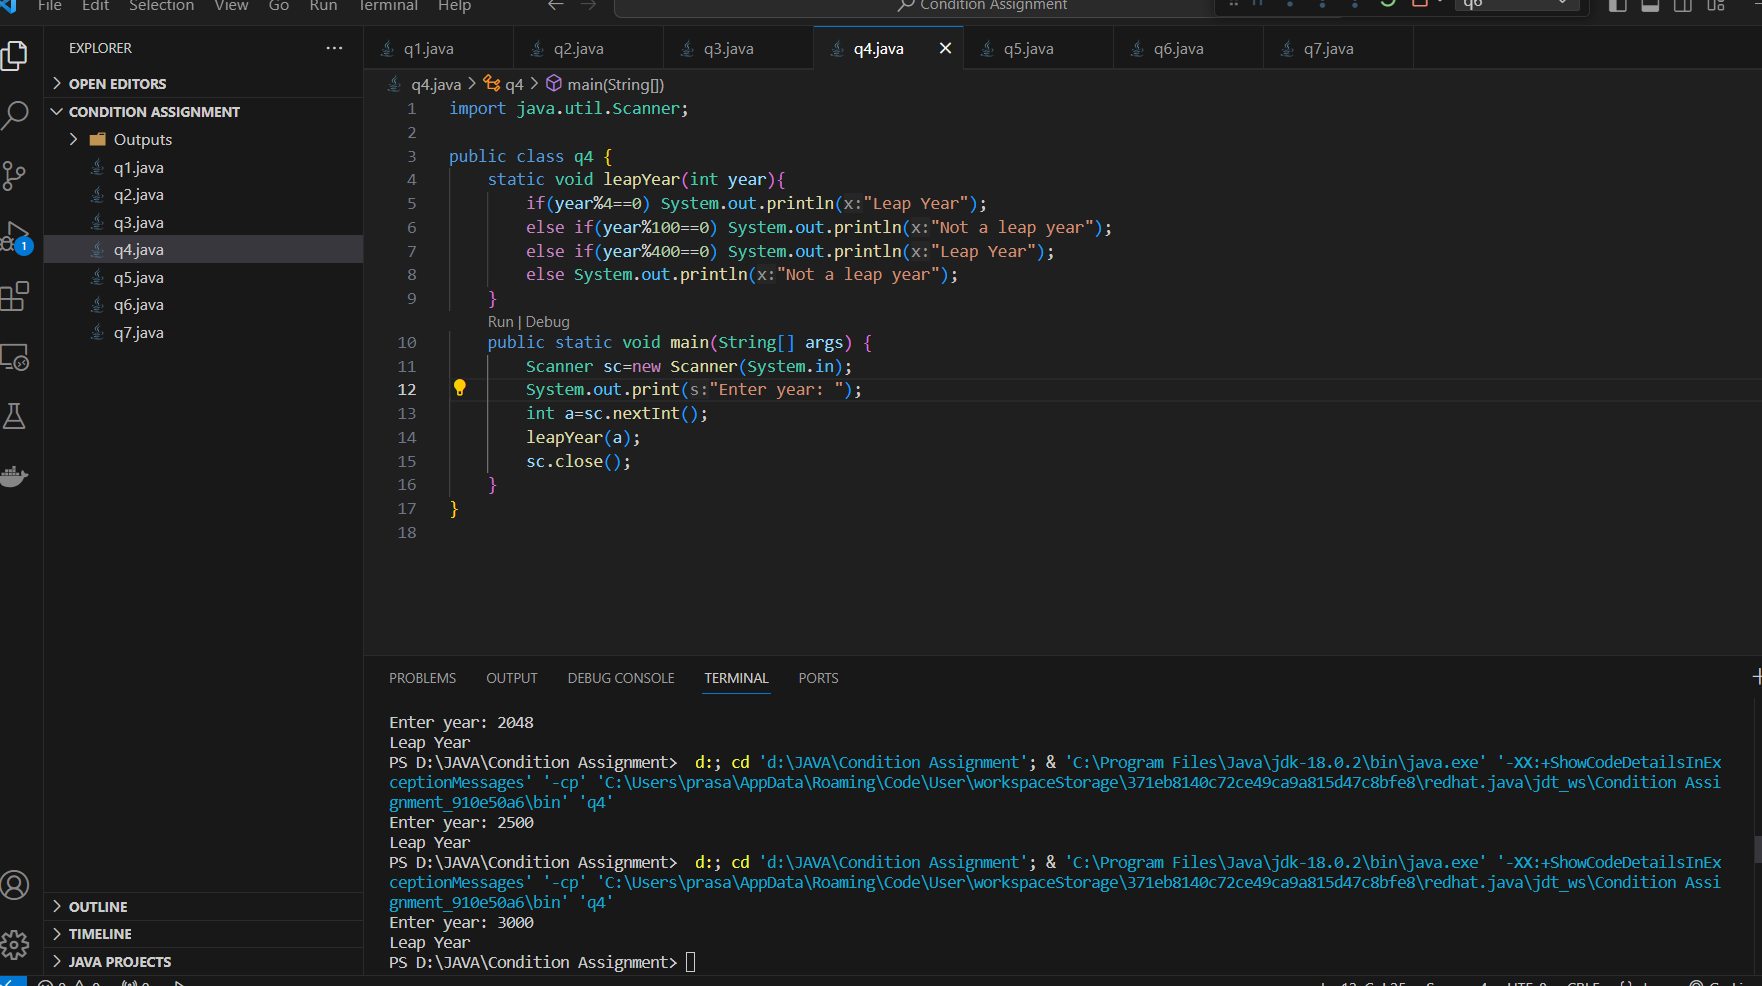 File Edit Selection View Go Run Terminal Help
Condition Assignment
q6
EXPLORER
OPEN EDITORS
CONDITION ASSIGNMENT
Outputs
q1.java
q2.java
q3.java
q4.java
q5.java
q6.java
q7.java
OUTLINE
TIMELINE
JAVA PROJECTS
1
q1.java q2.java q3.java q4.java q5.java q6.java q7.java
q4.java > q4 > main(String[])
1 import java.util.Scanner;
2
3 public class q4 {
4 static void leapYear(int year){
5 if(year%4==0) System.out.println(x:"Leap Year");
6 else if(year%100==0) System.out.println(x:"Not a leap year");
7 else if(year%400==0) System.out.println(x:"Leap Year");
8 else System.out.println(x:"Not a leap year");
9 }
Run | Debug
10 public static void main(String[] args) {
11 Scanner sc=new Scanner(System.in);
12 System.out.print(s:"Enter year: ");
13 int a=sc.nextInt();
14 leapYear(a);
15 sc.close();
16 }
17 }
18
PROBLEMS OUTPUT DEBUG CONSOLE TERMINAL PORTS
Enter year: 2048
Leap Year
PS D:\JAVA\Condition Assignment> d:; cd 'd:\JAVA\Condition Assignment'; & 'C:\Program Files\Java\jdk-18.0.2\bin\java.exe' '-XX:+ShowCodeDetailsInEx
ceptionMessages' '-cp' 'C:\Users\prasa\AppData\Roaming\Code\User\workspaceStorage\371eb8140c72ce49ca9a815d47c8bfe8\redhat.java\jdt_ws\Condition Assi
gnment_910e50a6\bin' 'q4'
Enter year: 2500
Leap Year
PS D:\JAVA\Condition Assignment> d:; cd 'd:\JAVA\Condition Assignment'; & 'C:\Program Files\Java\jdk-18.0.2\bin\java.exe' '-XX:+ShowCodeDetailsInEx
ceptionMessages' '-cp' 'C:\Users\prasa\AppData\Roaming\Code\User\workspaceStorage\371eb8140c72ce49ca9a815d47c8bfe8\redhat.java\jdt_ws\Condition Assi
gnment_910e50a6\bin' 'q4'
Enter year: 3000
Leap Year
PS D:\JAVA\Condition Assignment>